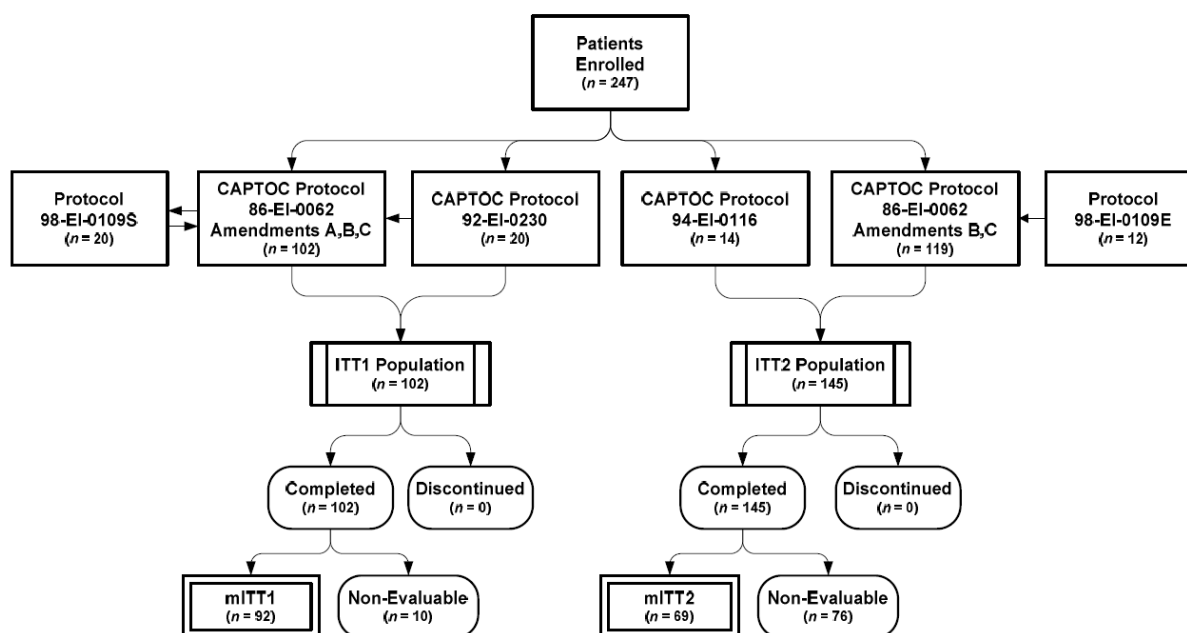 Patients
Enrolled
(n = 247)
Protocol
98-EI-0109S
(n = 20)
CAPTOC Protocol
86-EI-0062
Amendments A,B,C
(n = 102)
CAPTOC Protocol
92-EI-0230
(n = 20)
CAPTOC Protocol
94-EI-0116
(n = 14)
CAPTOC Protocol
86-EI-0062
Amendments B,C
(n = 119)
Protocol
98-EI-0109E
(n = 12)
ITT1 Population
(n = 102)
ITT2 Population
(n = 145)
Completed
(n = 102)
Discontinued
(n = 0)
Completed
(n = 145)
Discontinued
(n = 0)
mITT1
(n = 92)
Non-Evaluable
(n = 10)
mITT2
(n = 69)
Non-Evaluable
(n = 76)